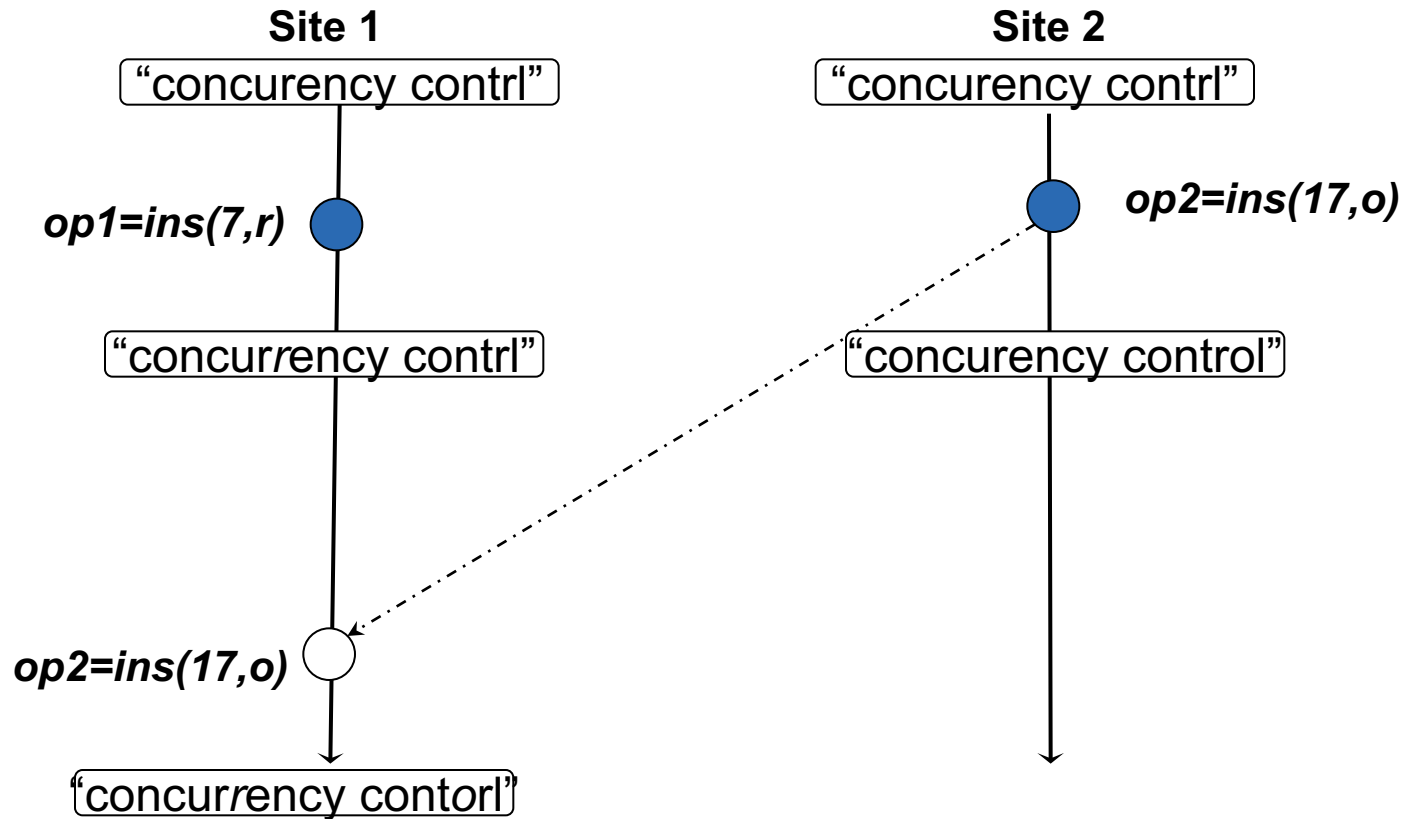 Site 1
Site 2
“concurency contrl”
“concurency contrl”
op1=ins(7,r)
op2=ins(17,o)
“concurrency contrl”
“concurency control”
op2=ins(17,o)
“concurrency contorl”